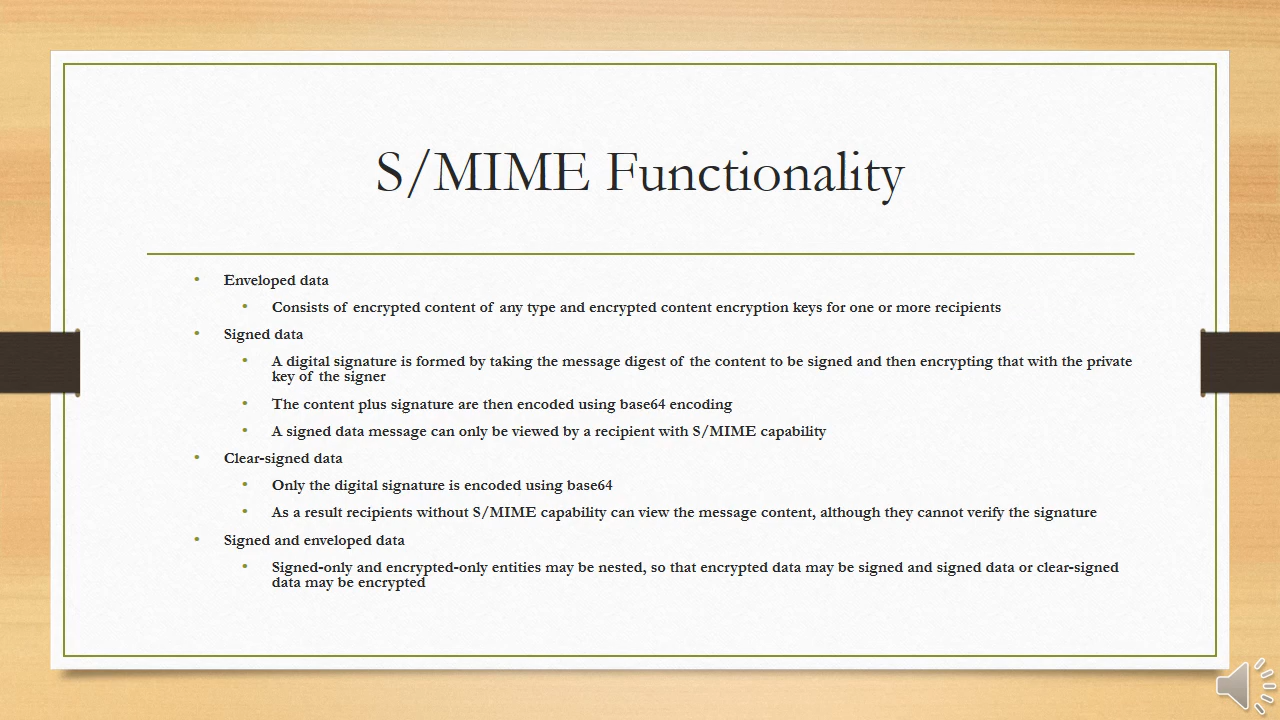 S/MIME Functionality
• Enveloped data
• Consists of encrypted content of any type and encrypted content encryption keys for one or more recipients
• Signed data
• A digital signature is formed by taking the message digest of the content to be signed and then encrypting that with the private
key of the signer
• The content plus signature are then encoded using base64 encoding
• A signed data message can only be viewed by a recipient with S/MIME capability
• Clear-signed data
• Only the digital signature is encoded using base64
• As a result recipients without S/MIME capability can view the message content, although they cannot verify the signature
• Signed and enveloped data
• Signed-only and encrypted-only entities may be nested, so that encrypted data may be signed and signed data or clear-signed
data may be encrypted